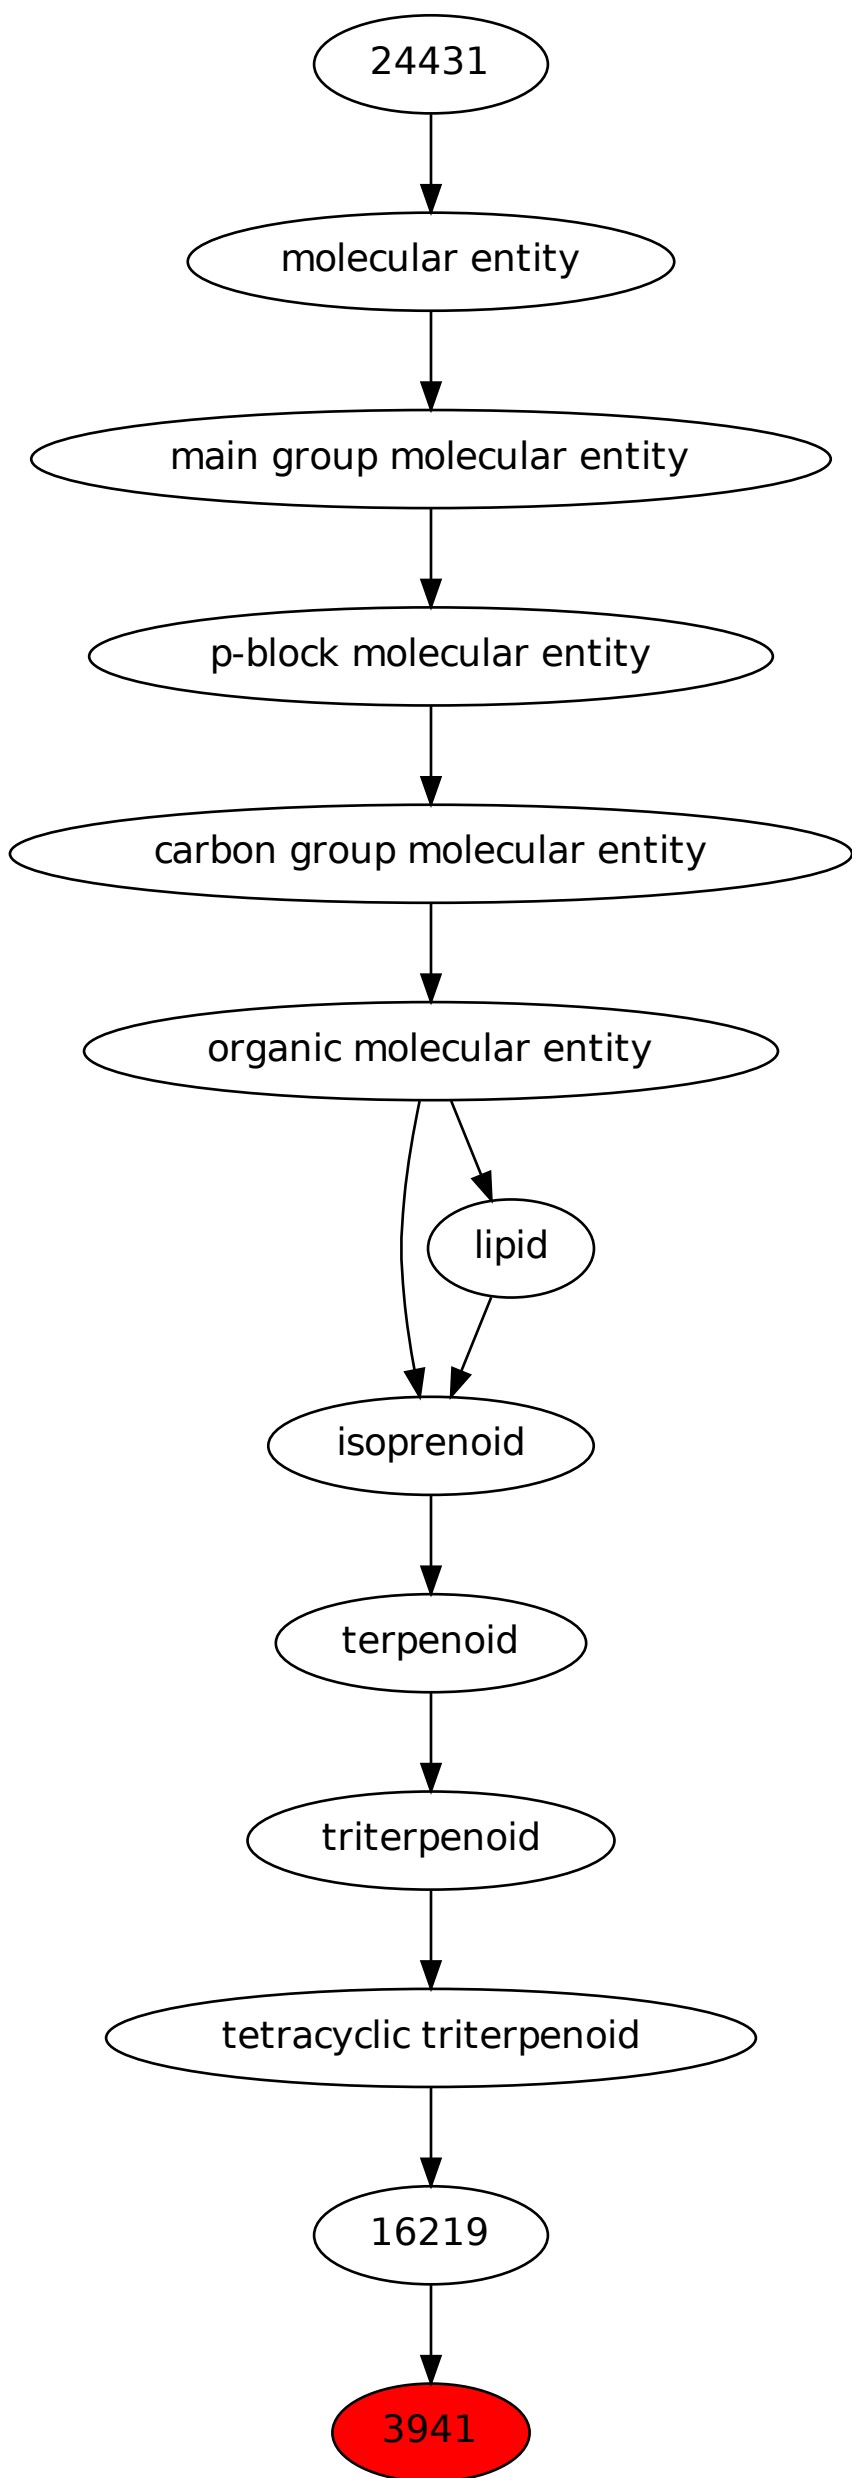 24431
molecular entity
main group molecular entity
p-block molecular entity
carbon group molecular entity
organic molecular entity
lipid
isoprenoid
terpenoid
triterpenoid
tetracyclic triterpenoid
16219
3941